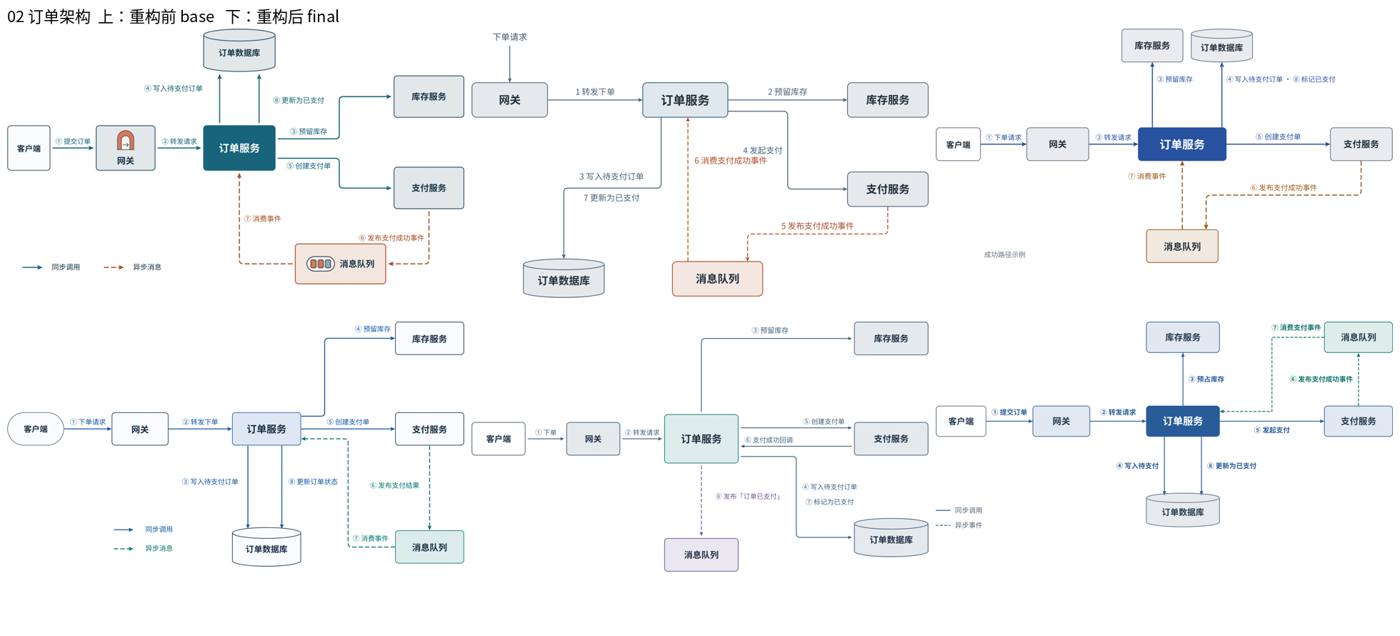 02 订单架构 上：重构前 base 下：重构后 final
订单数据库
④ 写入待支付订单
⑧ 更新为已支付
库存服务
客户端
① 提交订单
网关
② 转发请求
订单服务
③ 预留库存
⑤ 创建支付单
支付服务
⑦ 消费事件
⑥ 发布支付成功事件
消息队列
同步调用
异步消息
下单请求
网关
1 转发下单
订单服务
2 预留库存
库存服务
4 发起支付
6 消费支付成功事件
3 写入待支付订单
7 更新为已支付
支付服务
5 发布支付成功事件
订单数据库
消息队列
库存服务
订单数据库
③ 预留库存
④ 写入待支付订单 · ⑧ 标记已支付
客户端
① 下单请求
网关
② 转发请求
订单服务
⑤ 创建支付单
支付服务
⑦ 消费事件
⑥ 发布支付成功事件
消息队列
成功路径示例
④ 预留库存
库存服务
客户端
① 下单请求
网关
② 转发下单
订单服务
⑤ 创建支付单
支付服务
③ 写入待支付订单
⑧ 更新订单状态
⑥ 发布支付结果
同步调用
异步消息
订单数据库
⑦ 消费事件
消息队列
③ 预留库存
库存服务
客户端
① 下单
网关
② 转发请求
订单服务
⑤ 创建支付单
⑥ 支付成功回调
支付服务
⑧ 发布「订单已支付」
④ 写入待支付订单
⑦ 标记为已支付
消息队列
订单数据库
库存服务
⑦ 消费支付事件
消息队列
③ 预占库存
⑥ 发布支付成功事件
客户端
① 提交订单
网关
② 转发请求
订单服务
⑤ 发起支付
支付服务
④ 写入待支付
⑧ 更新为已支付
订单数据库
同步调用
异步事件